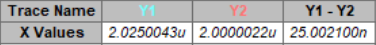 Trace Name Y1 Y2 Y1 - Y2
X Values 2.0250043u 2.0000022u 25.002100n